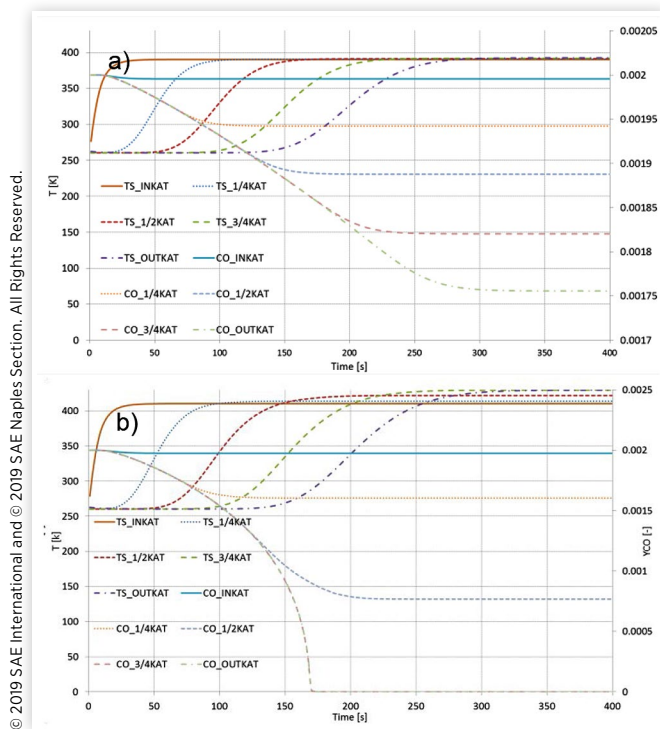 © 2019 SAE International and © 2019 SAE Naples Section. All Rights Reserved.
a)
400
350
300
250
200
150
100
50
0
T [K]
0.00205
0.002
0.00195
0.0019
0.00185
0.0018
0.00175
0.0017
TS_INKAT TS_1/4KAT
TS_1/2KAT TS_3/4KAT
TS_OUTKAT CO_INKAT
CO_1/4KAT CO_1/2KAT
CO_3/4KAT CO_OUTKAT
0 50 100 150 200 250 300 350 400
Time [s]
b)
400
350
300
250
200
150
100
50
0
T [k]
0.0025
0.002
0.0015
0.001
0.0005
0
YCO [-]
TS_INKAT TS_1/4KAT
TS_1/2KAT TS_3/4KAT
TS_OUTKAT CO_INKAT
CO_1/4KAT CO_1/2KAT
CO_3/4KAT CO_OUTKAT
0 50 100 150 200 250 300 350 400
Time [s]